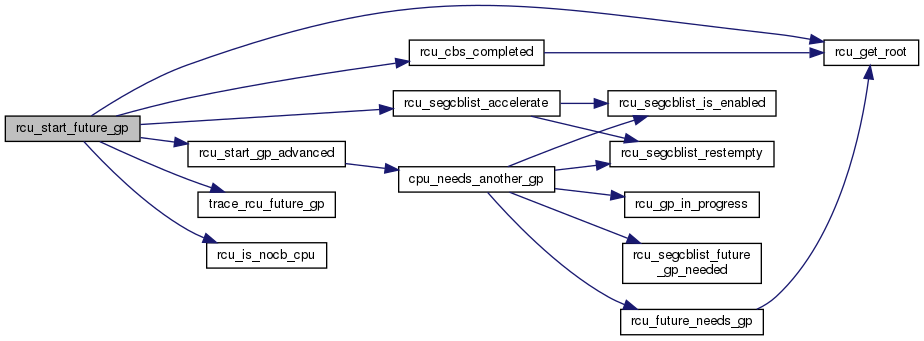 rcu_start_future_gp
rcu_get_root
rcu_cbs_completed
rcu_segcblist_accelerate
rcu_segcblist_is_enabled
rcu_start_gp_advanced
rcu_segcblist_restempty
cpu_needs_another_gp
trace_rcu_future_gp
rcu_gp_in_progress
rcu_is_nocb_cpu
rcu_segcblist_future
_gp_needed
rcu_future_needs_gp